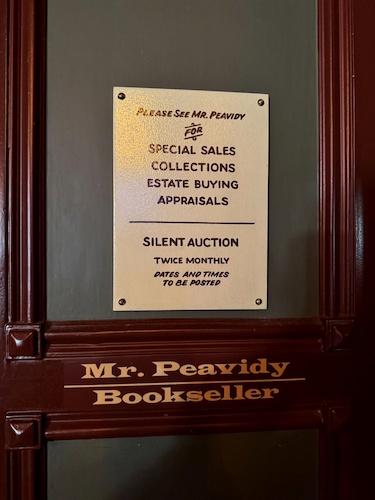 PLEASE SEE MR. PEAVIDY
FOR
SPECIAL SALES
COLLECTIONS
ESTATE BUYING
APPRAISALS
SILENT AUCTION
TWICE MONTHLY
DATES AND TIMES
TO BE POSTED
Mr. Peavidy
Bookseller